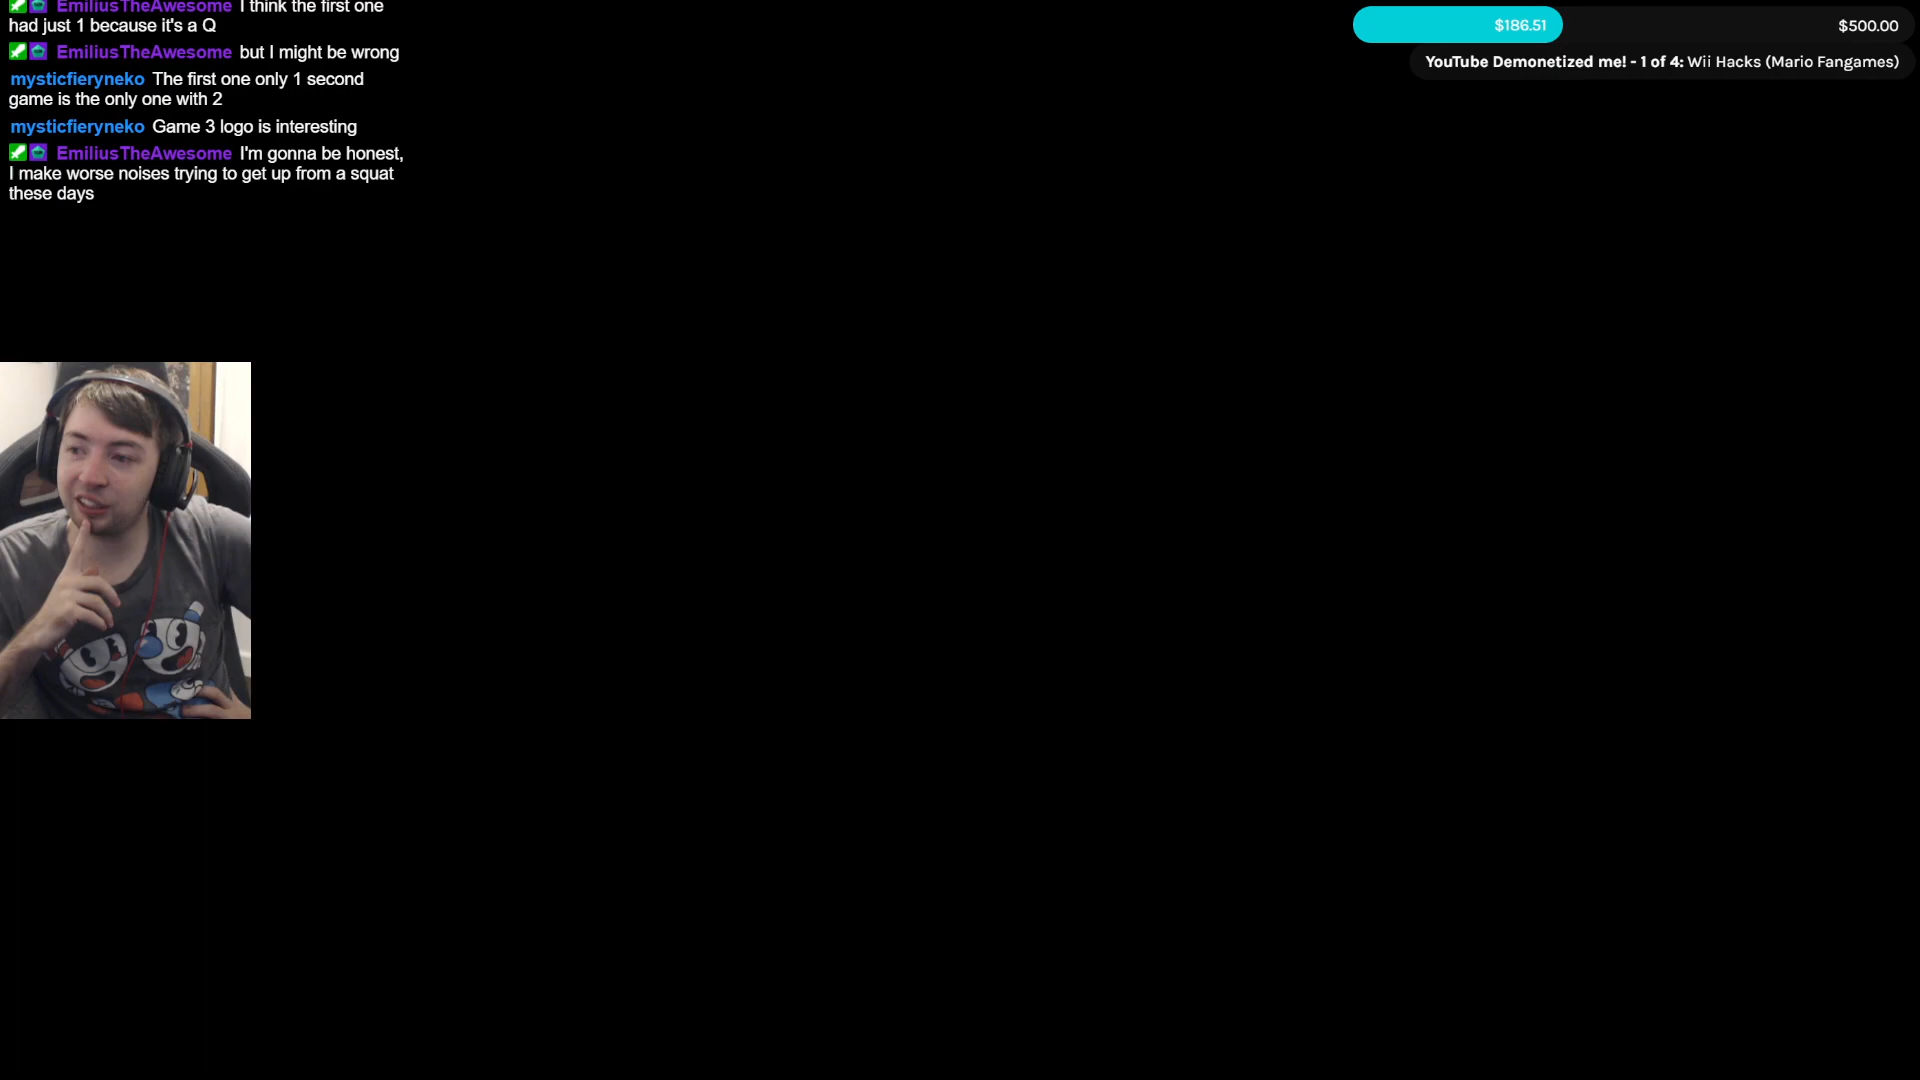 EmiliusTheAwesome I think the first one
had just 1 because it's a Q
EmiliusTheAwesome but I might be wrong
mysticfieryneko The first one only 1 second
game is the only one with 2
mysticfieryneko Game 3 logo is interesting
EmiliusTheAwesome I'm gonna be honest,
I make worse noises trying to get up from a squat
these days
$186.51 $500.00
YouTube Demonetized me! - 1 of 4: Wii Hacks (Mario Fangames)